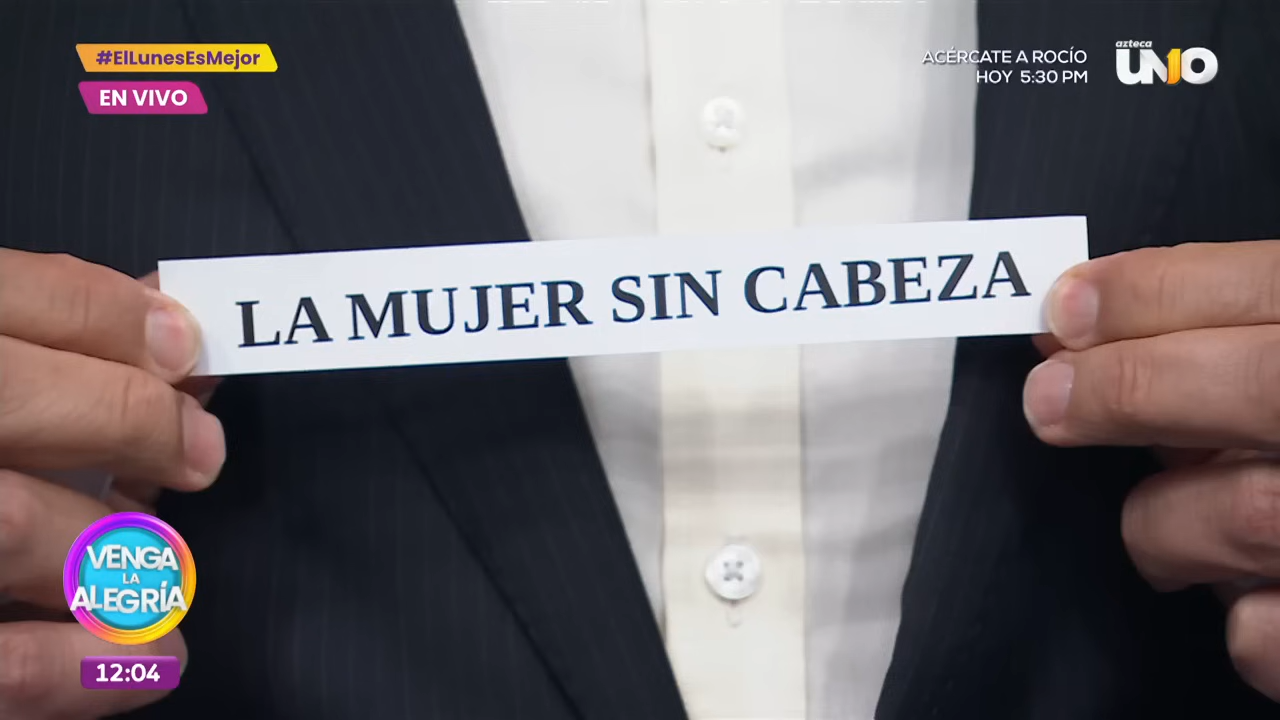 #ElLunesEsMejor
EN VIVO
ACÉRCATE A ROCÍO
HOY 5:30 PM
azteca
UNO
LA MUJER SIN CABEZA
VENGA
LA
ALEGRÍA
12:04